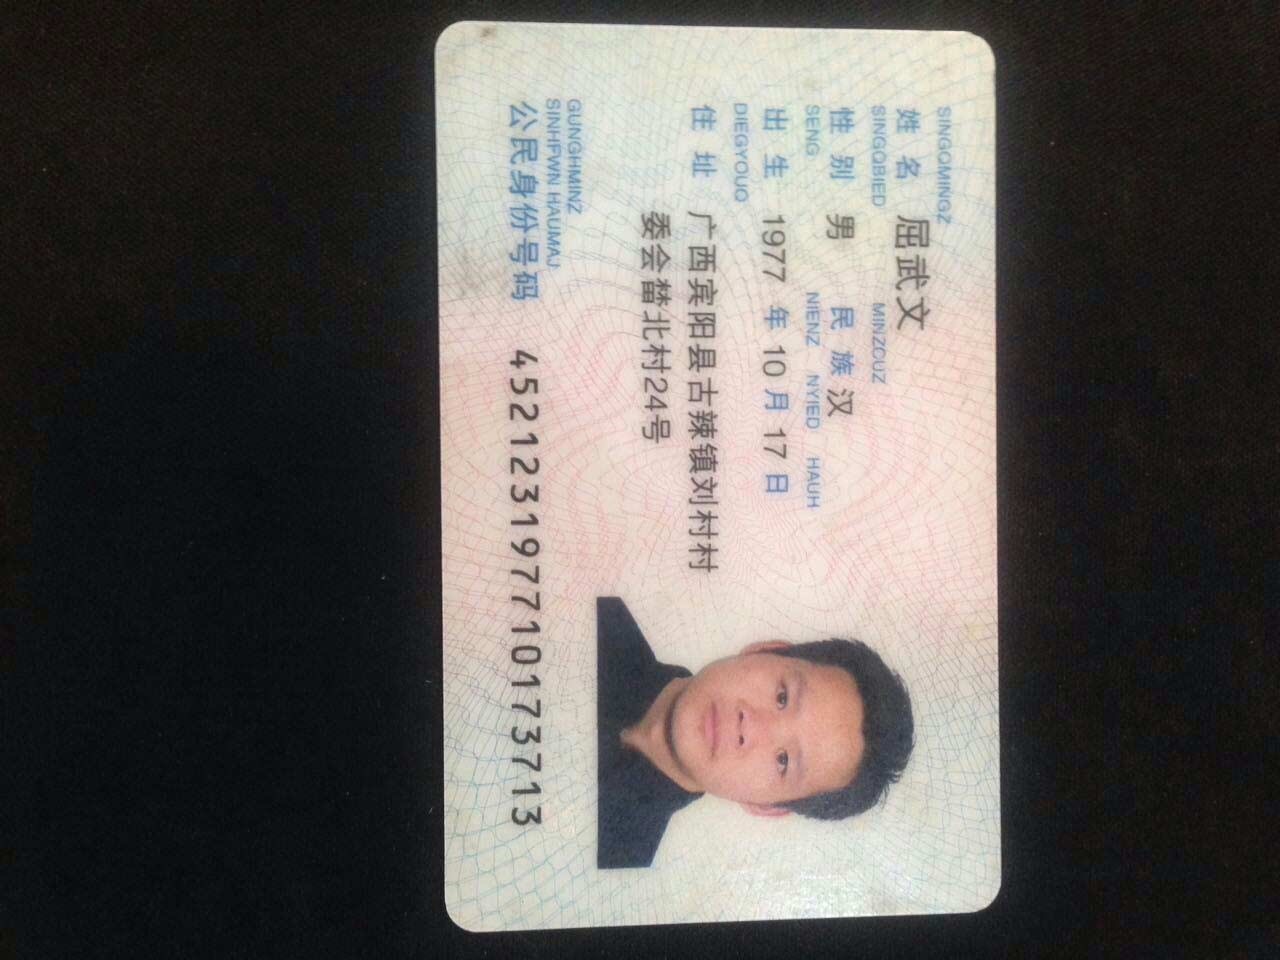 SINGQMINGZ
姓名 屈武文
SINGQBIED MINZCUZ
性别 男 民族 汉
SENG NIENZ NYIED HAUH
出生 1977 年 10 月 17 日
DIEGYOUQ
住址 广西宾阳县古辣镇刘村村
委会 北村24号
GUNGHMINZ
SINHFWN HAUMAJ
公民身份号码 452123197710173713